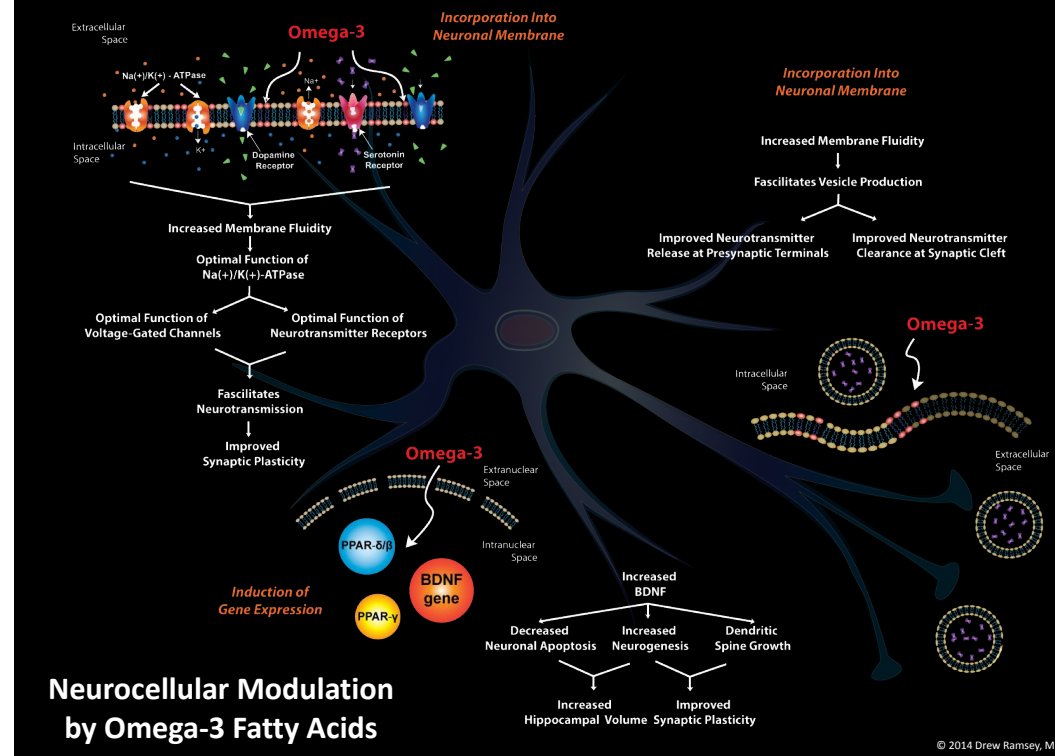 Extracellular
Space
Omega-3
Incorporation Into
Neuronal Membrane
Na(+)/K(+) - ATPase
Na+
Intracellular
Space
K+
Dopamine
Receptor
Serotonin
Receptor
Increased Membrane Fluidity
Optimal Function of
Na(+)/K(+)-ATPase
Optimal Function of
Voltage-Gated Channels
Optimal Function of
Neurotransmitter Receptors
Fascilitates
Neurotransmission
Improved
Synaptic Plasticity
Incorporation Into
Neuronal Membrane
Increased Membrane Fluidity
Fascilitates Vesicle Production
Improved Neurotransmitter
Release at Presynaptic Terminals
Improved Neurotransmitter
Clearance at Synaptic Cleft
Omega-3
Intracellular
Space
Extracellular
Space
Omega-3
Extranuclear
Space
Intranuclear
Space
PPAR-δ/β
BDNF
gene
PPAR-γ
Induction of
Gene Expression
Increased
BDNF
Decreased
Neuronal Apoptosis
Increased
Neurogenesis
Dendritic
Spine Growth
Increased
Hippocampal Volume
Improved
Synaptic Plasticity
Neurocellular Modulation
by Omega-3 Fatty Acids
© 2014 Drew Ramsey, M